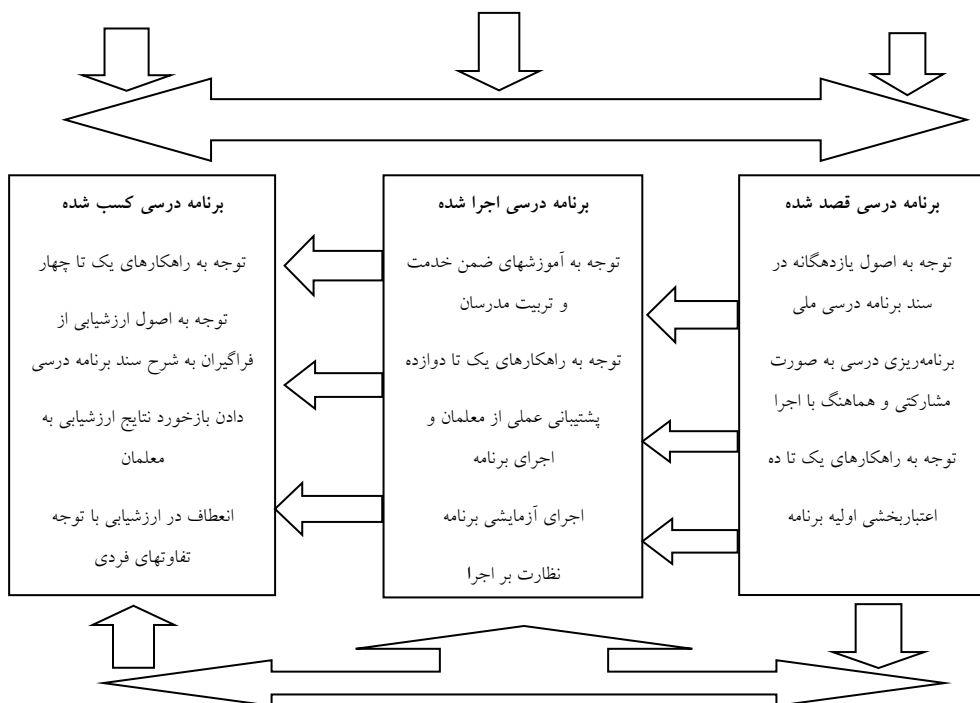 برنامه درسی قصد شده
توجه به اصول یازدهگانه در
سند برنامه درسی ملی
برنامه‌ریزی درسی به صورت
مشارکتی و هماهنگ با اجرا
توجه به راهکارهای یک تا ده
اعتباربخشی اولیه برنامه
برنامه درسی اجرا شده
توجه به آموزشهای ضمن خدمت
و تربیت مدرسان
توجه به راهکارهای یک تا دوازده
پشتیبانی عملی از معلمان و
اجرای برنامه
اجرای آزمایشی برنامه
نظارت بر اجرا
برنامه درسی کسب شده
توجه به راهکارهای یک تا چهار
توجه به اصول ارزشیابی از
فراگیران به شرح سند برنامه درسی
دادن بازخورد نتایج ارزشیابی به
معلمان
انعطاف در ارزشیابی با توجه
تفاوتهای فردی